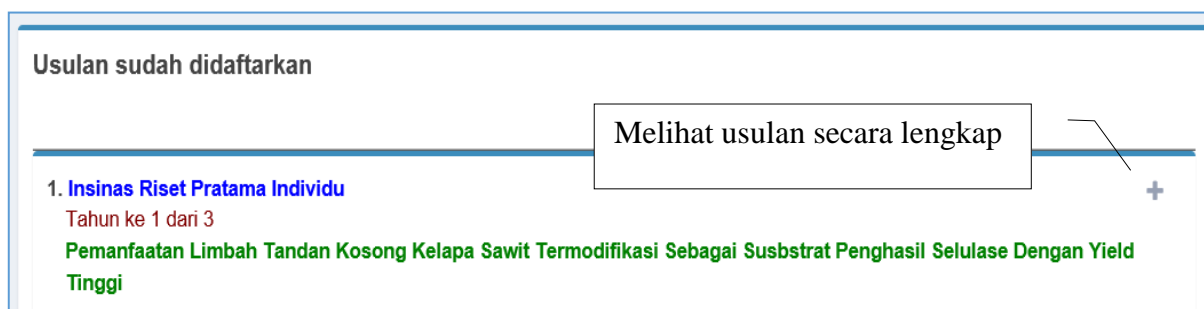 Usulan sudah didaftarkan
Melihat usulan secara lengkap
1. Insinas Riset Pratama Individu
Tahun ke 1 dari 3
Pemanfaatan Limbah Tandan Kosong Kelapa Sawit Termodifikasi Sebagai Susbstrat Penghasil Selulase Dengan Yield
Tinggi